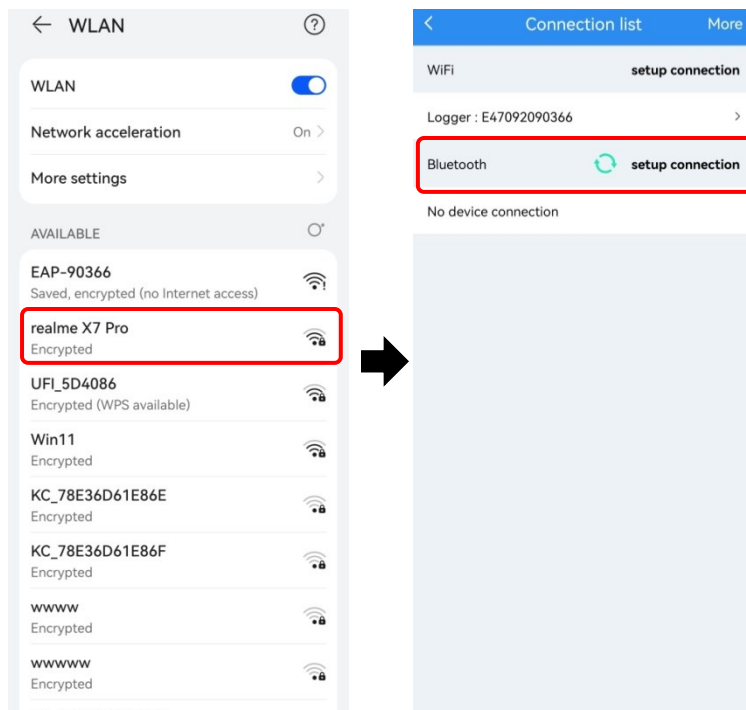 WLAN
WLAN
Network acceleration On
More settings
AVAILABLE
EAP-90366
Saved, encrypted (no Internet access)
realme X7 Pro
Encrypted
UFI_5D4086
Encrypted (WPS available)
Win11
Encrypted
KC_78E36D61E86E
Encrypted
KC_78E36D61E86F
Encrypted
wwww
Encrypted
wwwww
Encrypted
Connection list More
WiFi setup connection
Logger : E47092090366
Bluetooth setup connection
No device connection